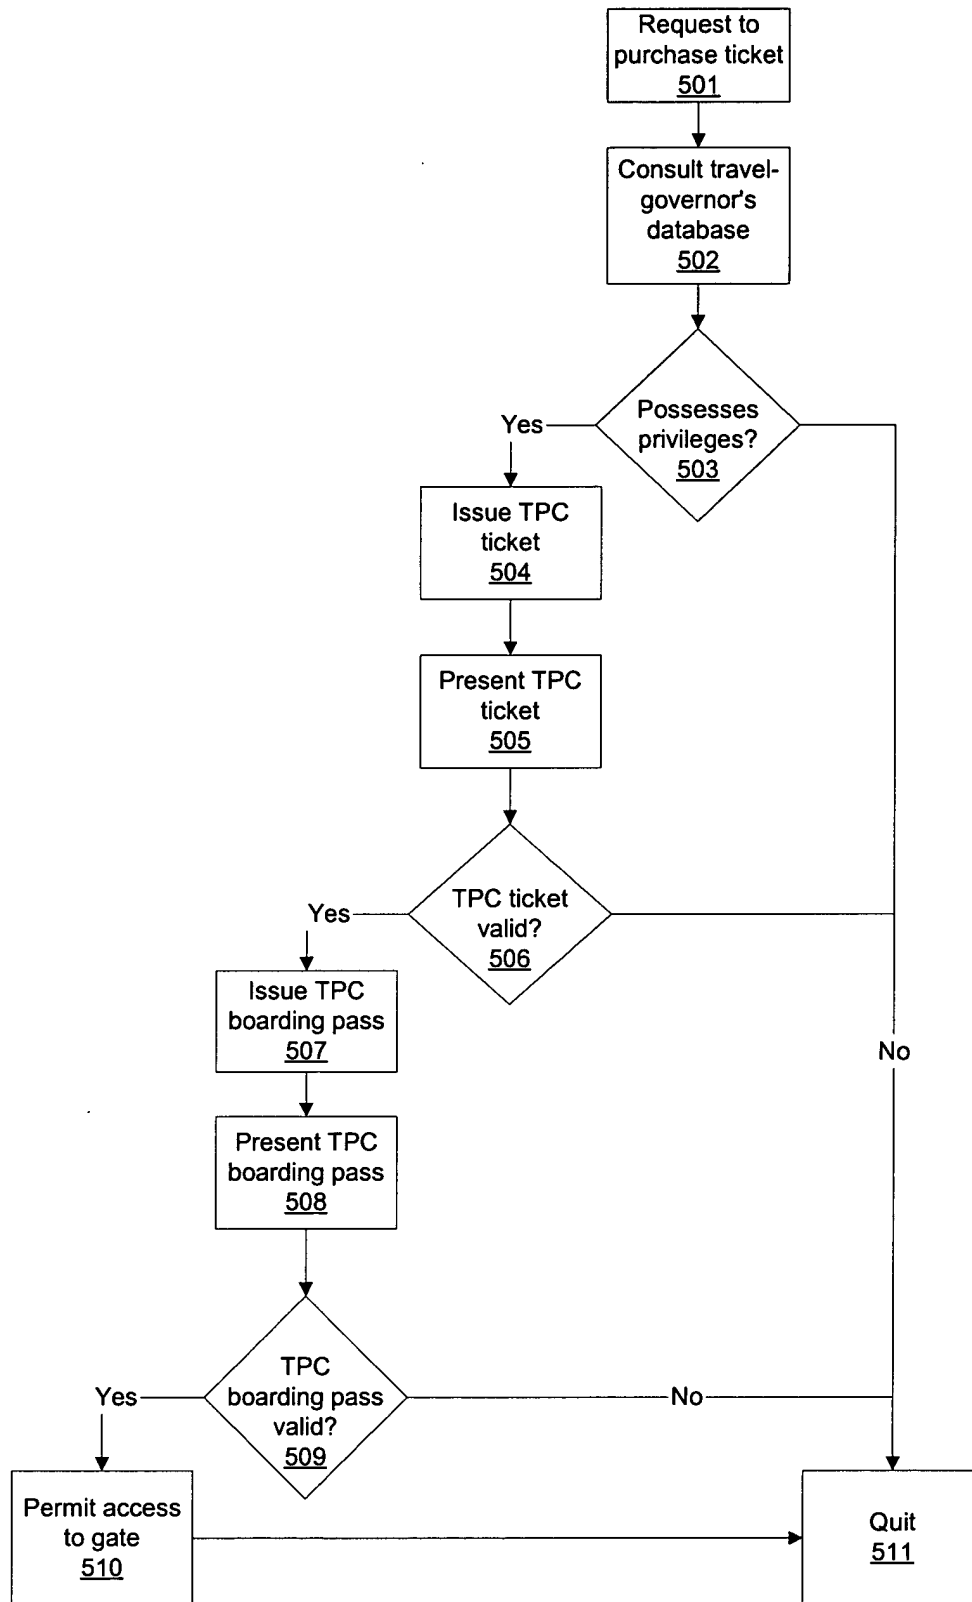 Request to
purchase ticket
501
Consult travel-
governor's
database
502
Possesses
privileges?
503
Yes
Issue TPC
ticket
504
Present TPC
ticket
505
TPC ticket
valid?
506
Yes
Issue TPC
boarding pass
507
No
Present TPC
boarding pass
508
TPC
boarding pass
valid?
509
Yes
No
Permit access
to gate
510
Quit
511